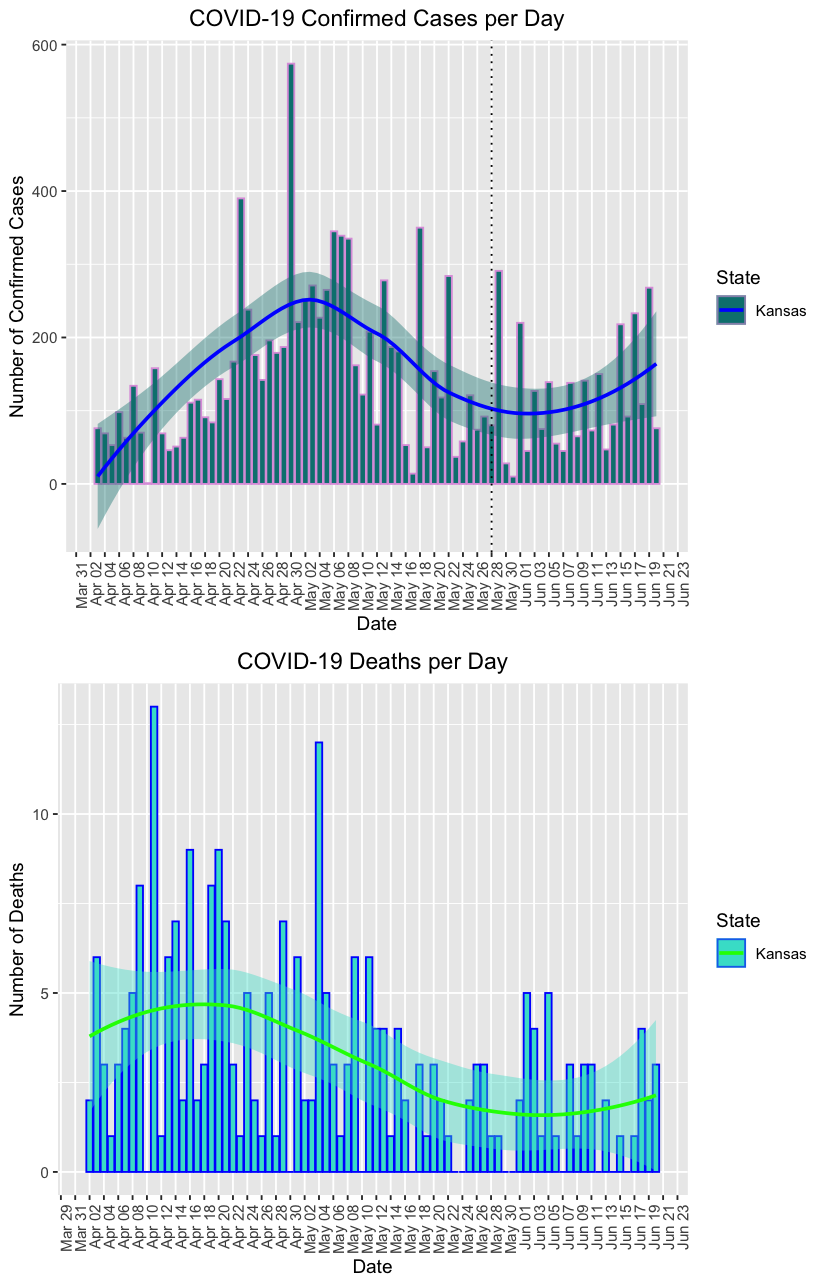 COVID-19 Confirmed Cases per Day
Number of Confirmed Cases
600
400
200
0
Mar 31
Apr 02
Apr 04
Apr 06
Apr 08
Apr 10
Apr 12
Apr 14
Apr 16
Apr 18
Apr 20
Apr 22
Apr 24
Apr 26
Apr 28
Apr 30
May 02
May 04
May 06
May 08
May 10
May 12
May 14
May 16
May 18
May 20
May 22
May 24
May 26
May 28
May 30
Jun 01
Jun 03
Jun 05
Jun 07
Jun 09
Jun 11
Jun 13
Jun 15
Jun 17
Jun 19
Jun 21
Jun 23
Date
State
Kansas
COVID-19 Deaths per Day
Number of Deaths
10
5
0
Mar 29
Mar 31
Apr 02
Apr 04
Apr 06
Apr 08
Apr 10
Apr 12
Apr 14
Apr 16
Apr 18
Apr 20
Apr 22
Apr 24
Apr 26
Apr 28
Apr 30
May 02
May 04
May 06
May 08
May 10
May 12
May 14
May 16
May 18
May 20
May 22
May 24
May 26
May 28
May 30
Jun 01
Jun 03
Jun 05
Jun 07
Jun 09
Jun 11
Jun 13
Jun 15
Jun 17
Jun 19
Jun 21
Jun 23
Date
State
Kansas